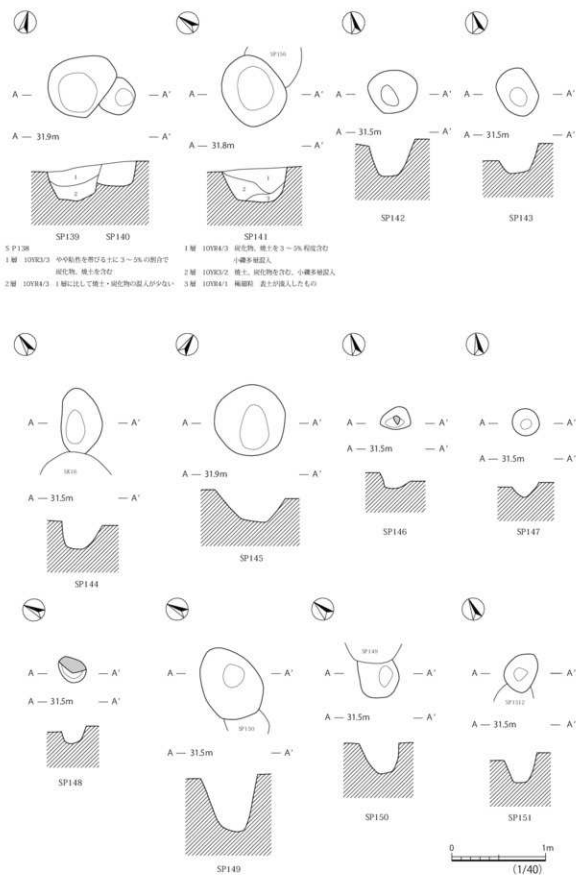 A — — A'
A — 31.9m — A'
1
2
SP139 SP140
SP138
1層 10YR3/3 やや粘性を帯びる土に3～5%の割合で
炭化物、焼土を含む
2層 10YR4/3 1層に比して焼土・炭化物の混入が少ない
SP156
A — — A'
A — 31.8m — A'
1
2
3
SP141
1層 10YR4/3 炭化物、焼土を3～5%程度含む
小礫多量混入
2層 10YR3/2 焼土、炭化物を含む、小礫多量混入
3層 10YR4/1 極細粒 表土が流入したもの
A — — A'
A — 31.5m — A'
SP142
A — — A'
A — 31.5m — A'
SP143
A — — A'
A — 31.5m — A'
SP144
A — — A'
A — 31.9m — A'
SP145
A — — A'
A — 31.5m — A'
SP146
A — — A'
A — 31.5m — A'
SP147
A — — A'
A — 31.5m — A'
SP148
A — — A'
SP150
A — 31.5m — A'
SP149
SP149
A — — A'
A — 31.5m — A'
SP150
A — — A'
A — 31.5m — A'
SP151
0 1m
(1/40)